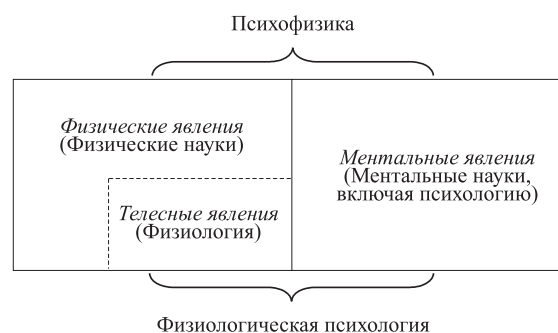 Психофизика
Физические явления
(Физические науки)
Ментальные явления
(Ментальные науки,
включая психологию)
Телесные явления
(Физиология)
Физиологическая психология